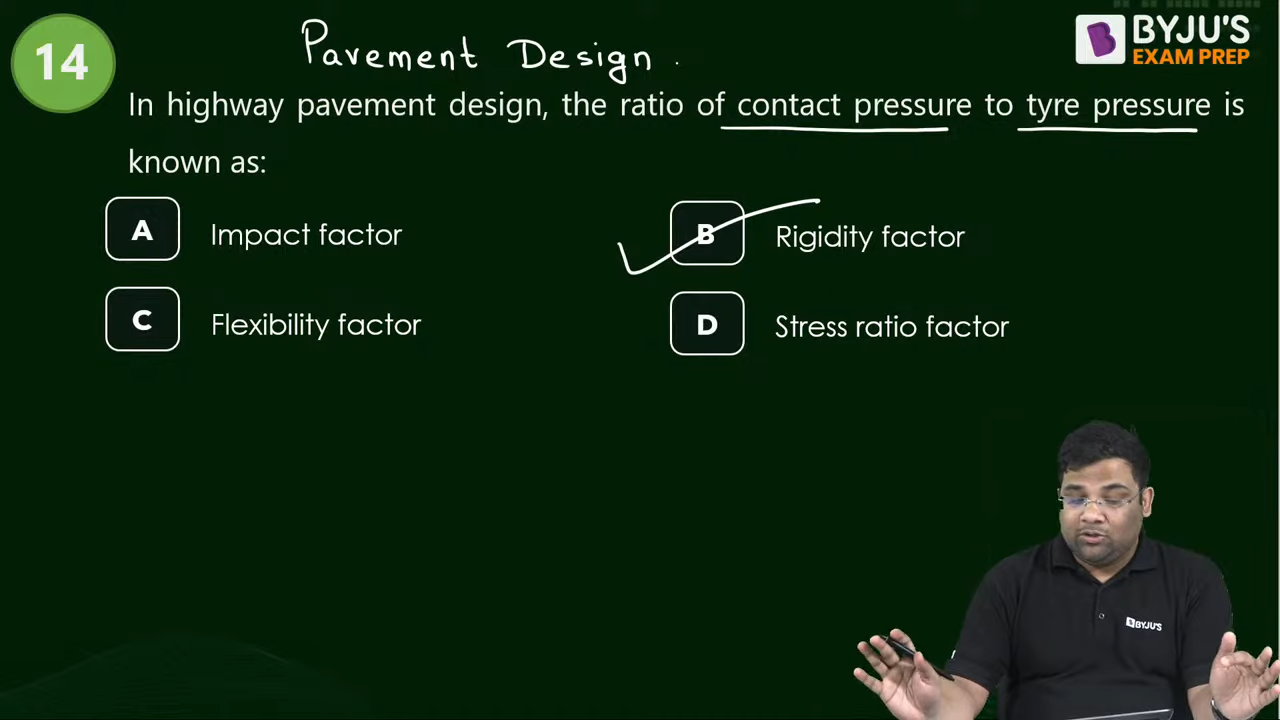 14
Pavement Design .
BYJU'S
EXAM PREP
In highway pavement design, the ratio of contact pressure to tyre pressure is
known as:
A Impact factor
B Rigidity factor
C Flexibility factor
D Stress ratio factor
BYJU'S